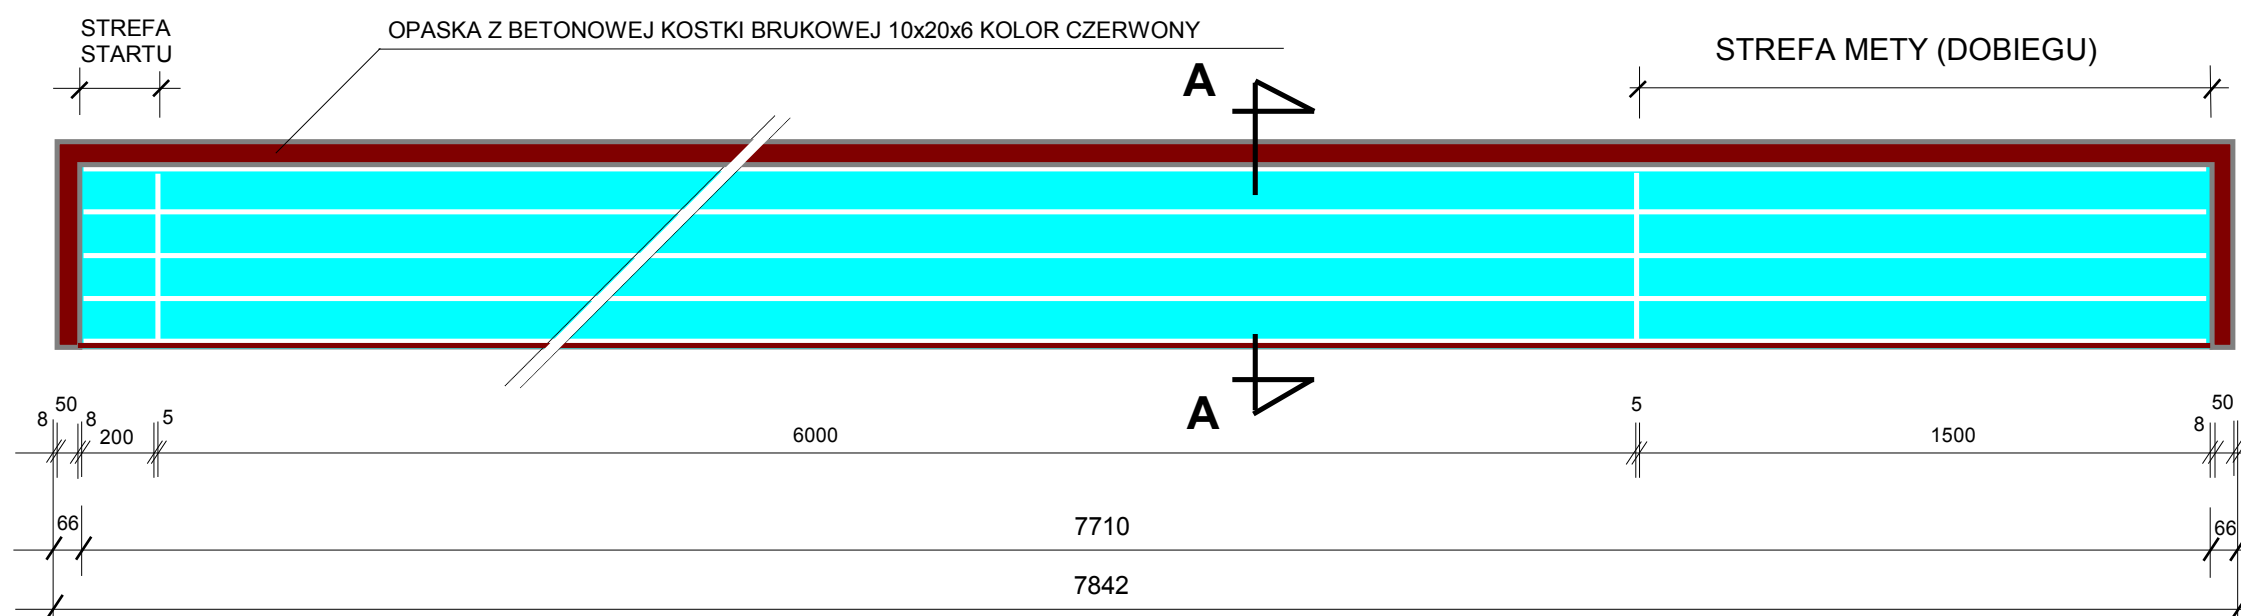 STREFA
STARTU
OPASKA Z BETONOWEJ KOSTKI BRUKOWEJ 10x20x6 KOLOR CZERWONY
STREFA METY (DOBIEGU)
A
A
8 50 8 200 5 6000 5 1500 8 50
66 7710 66
7842